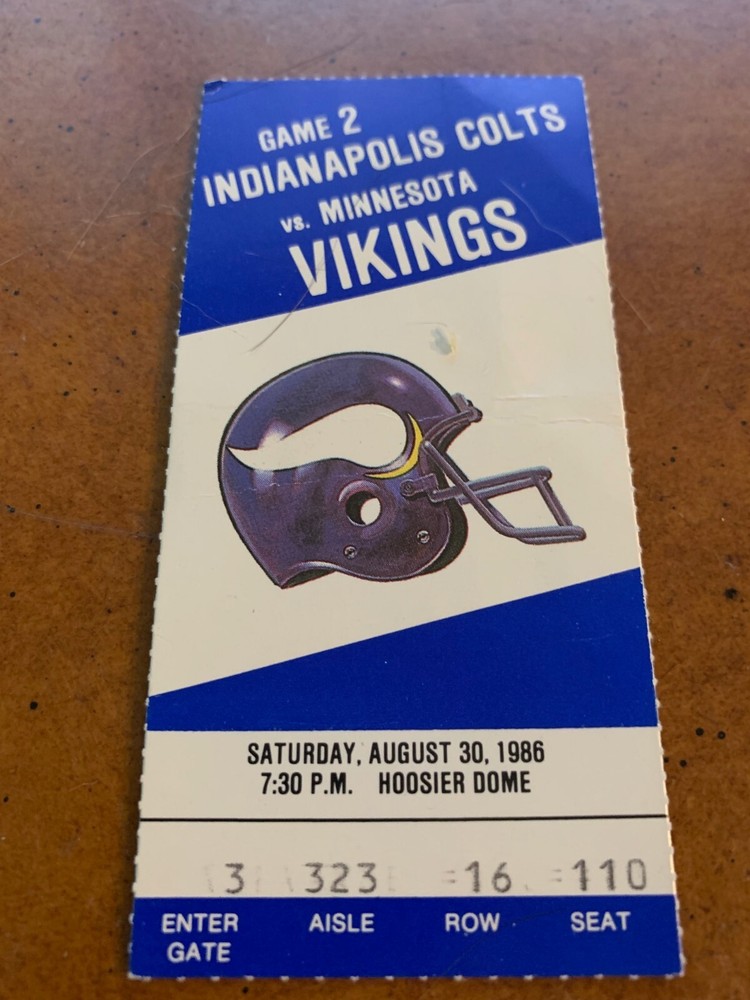 GAME 2
INDIANAPOLIS COLTS
vs. MINNESOTA
VIKINGS
SATURDAY, AUGUST 30, 1986
7:30 P.M. HOOSIER DOME
3 323 =16 =110
ENTER GATE AISLE ROW SEAT